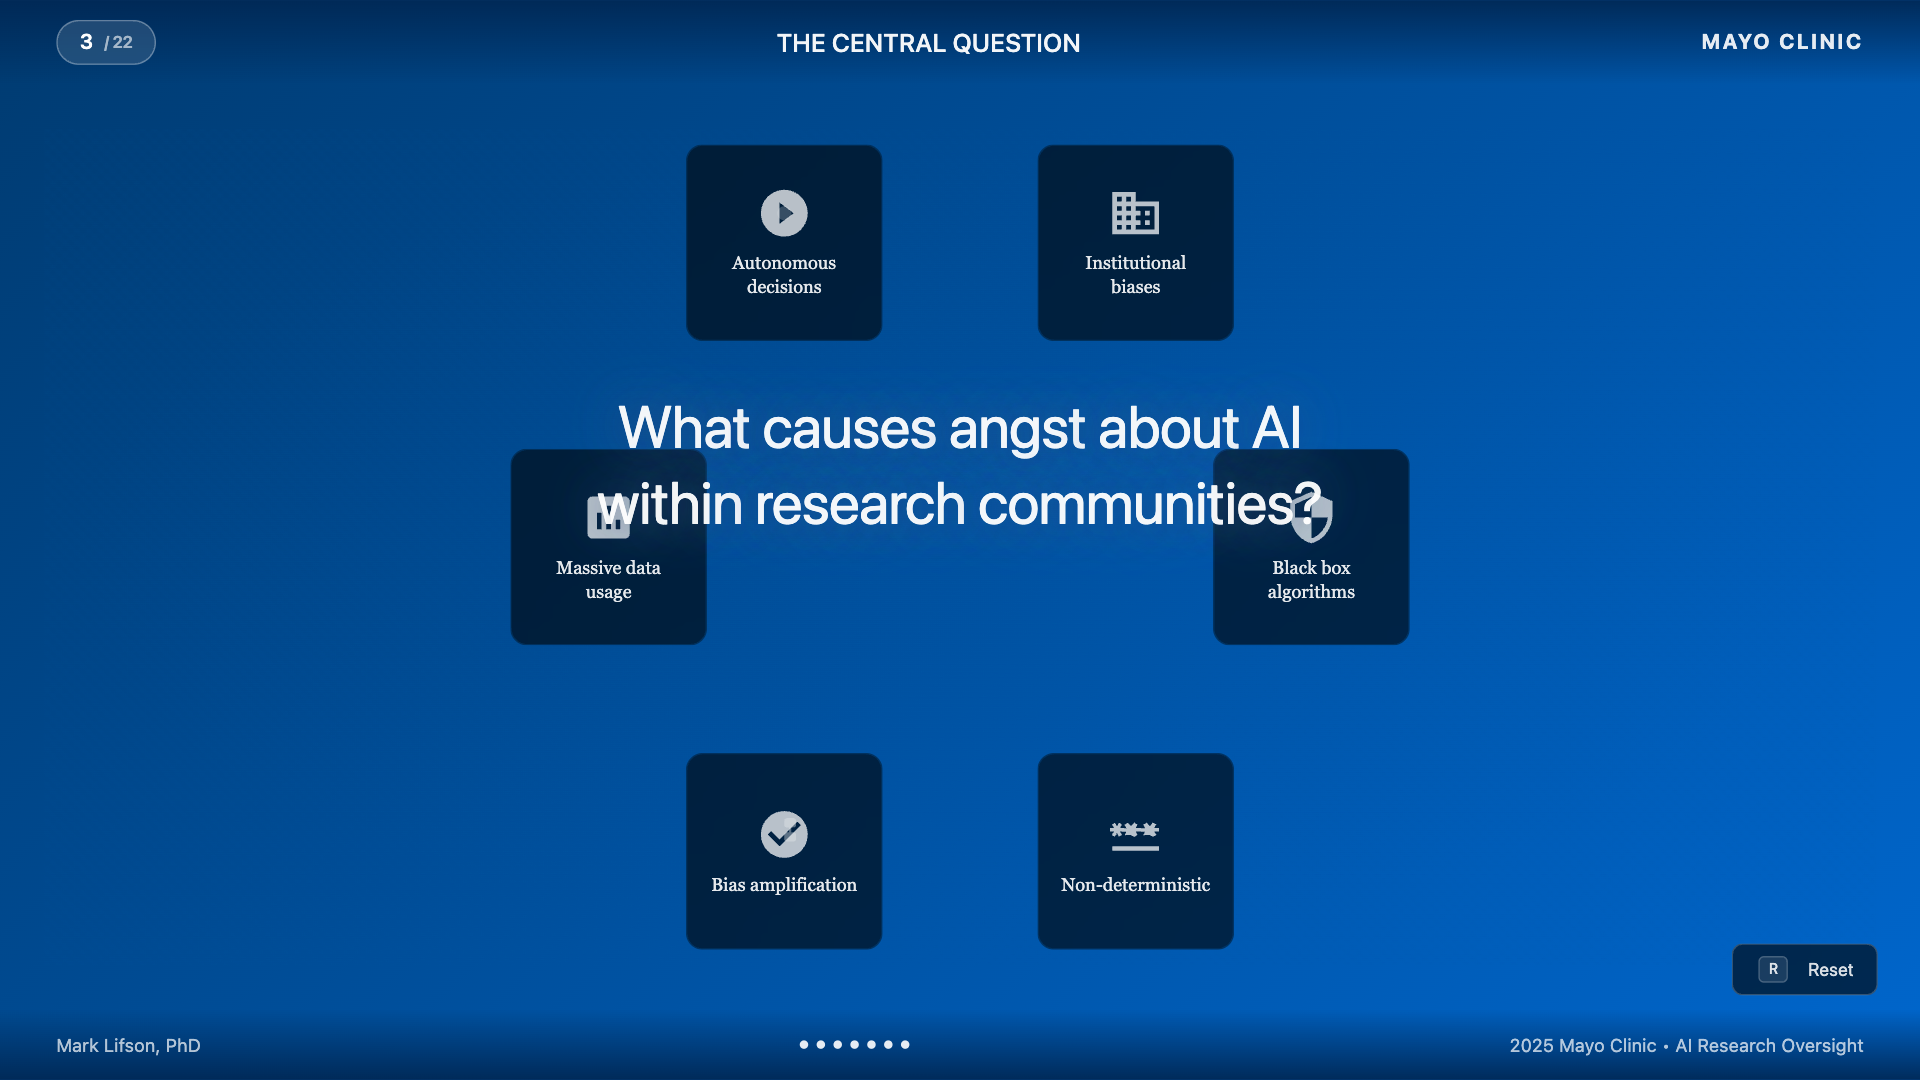 3 / 22
THE CENTRAL QUESTION
MAYO CLINIC
Autonomous
decisions
Institutional
biases
What causes angst about AI
within research communities?
Massive data
usage
Black box
algorithms
Bias amplification
Non-deterministic
R Reset
Mark Lifson, PhD
2025 Mayo Clinic • AI Research Oversight